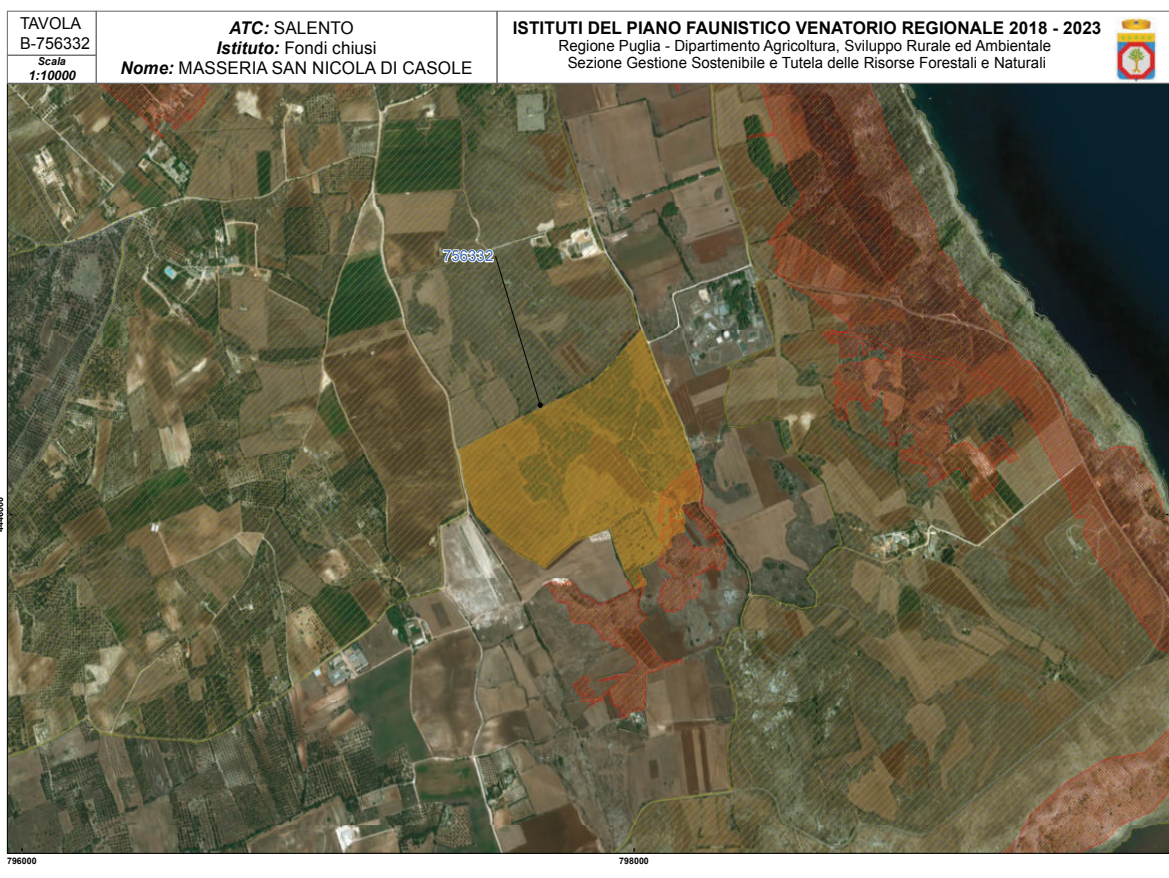 TAVOLA
B-756332
Scala
1:10000
ATC: SALENTO
Istituto: Fondi chiusi
Nome: MASSERIA SAN NICOLA DI CASOLE
ISTITUTI DEL PIANO FAUNISTICO VENATORIO REGIONALE 2018 - 2023
Regione Puglia - Dipartimento Agricoltura, Sviluppo Rurale ed Ambientale
Sezione Gestione Sostenibile e Tutela delle Risorse Forestali e Naturali
756332
796000
798000